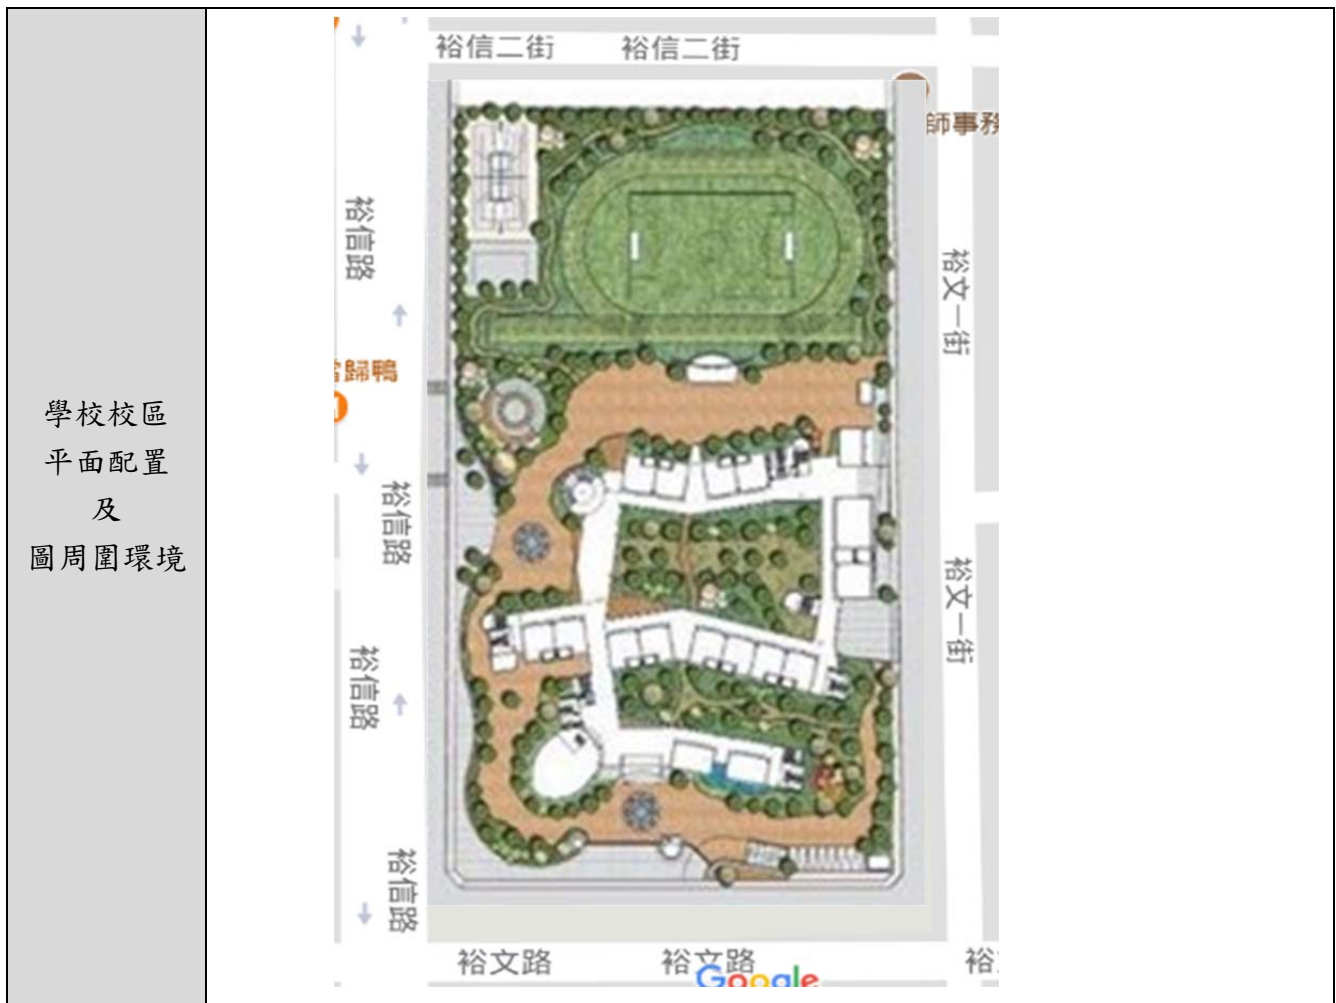 學校校區
平面配置
及
圖周圍環境
裕信二街
裕信二街
師事務
裕信路
裕文一街
歸鴨
裕信路
裕文一街
裕信路
裕信路
裕文路
裕文路
裕
Google